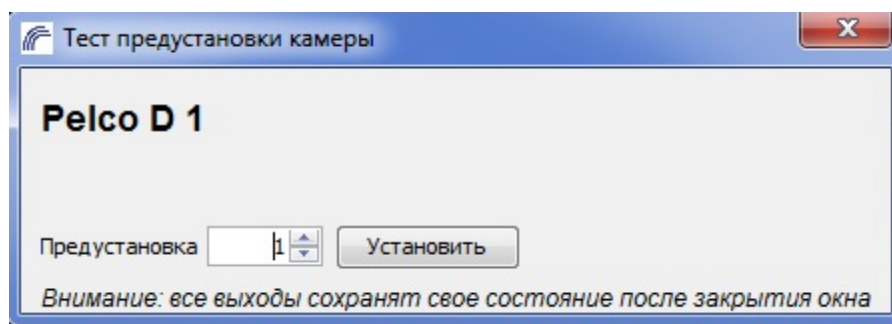 Тест предустановки камеры
Pelco D 1
Предустановка 1 Установить
Внимание: все выходы сохранят свое состояние после закрытия окна